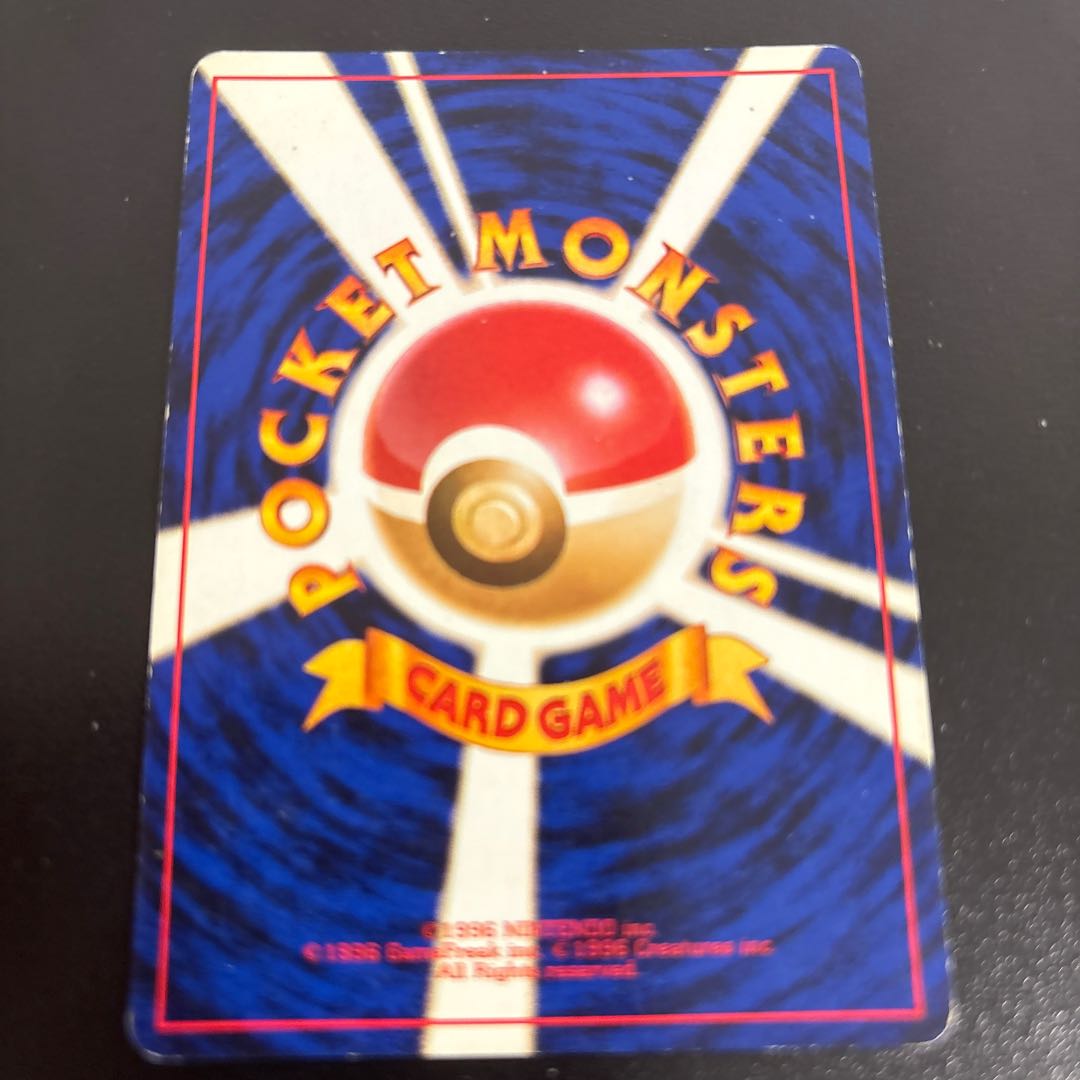 POCKET MONSTERS
CARD GAME
©1996 NINTENDO inc.
©1996 GameFreak inc. ©1996 Creatures inc.
All Rights reserved.